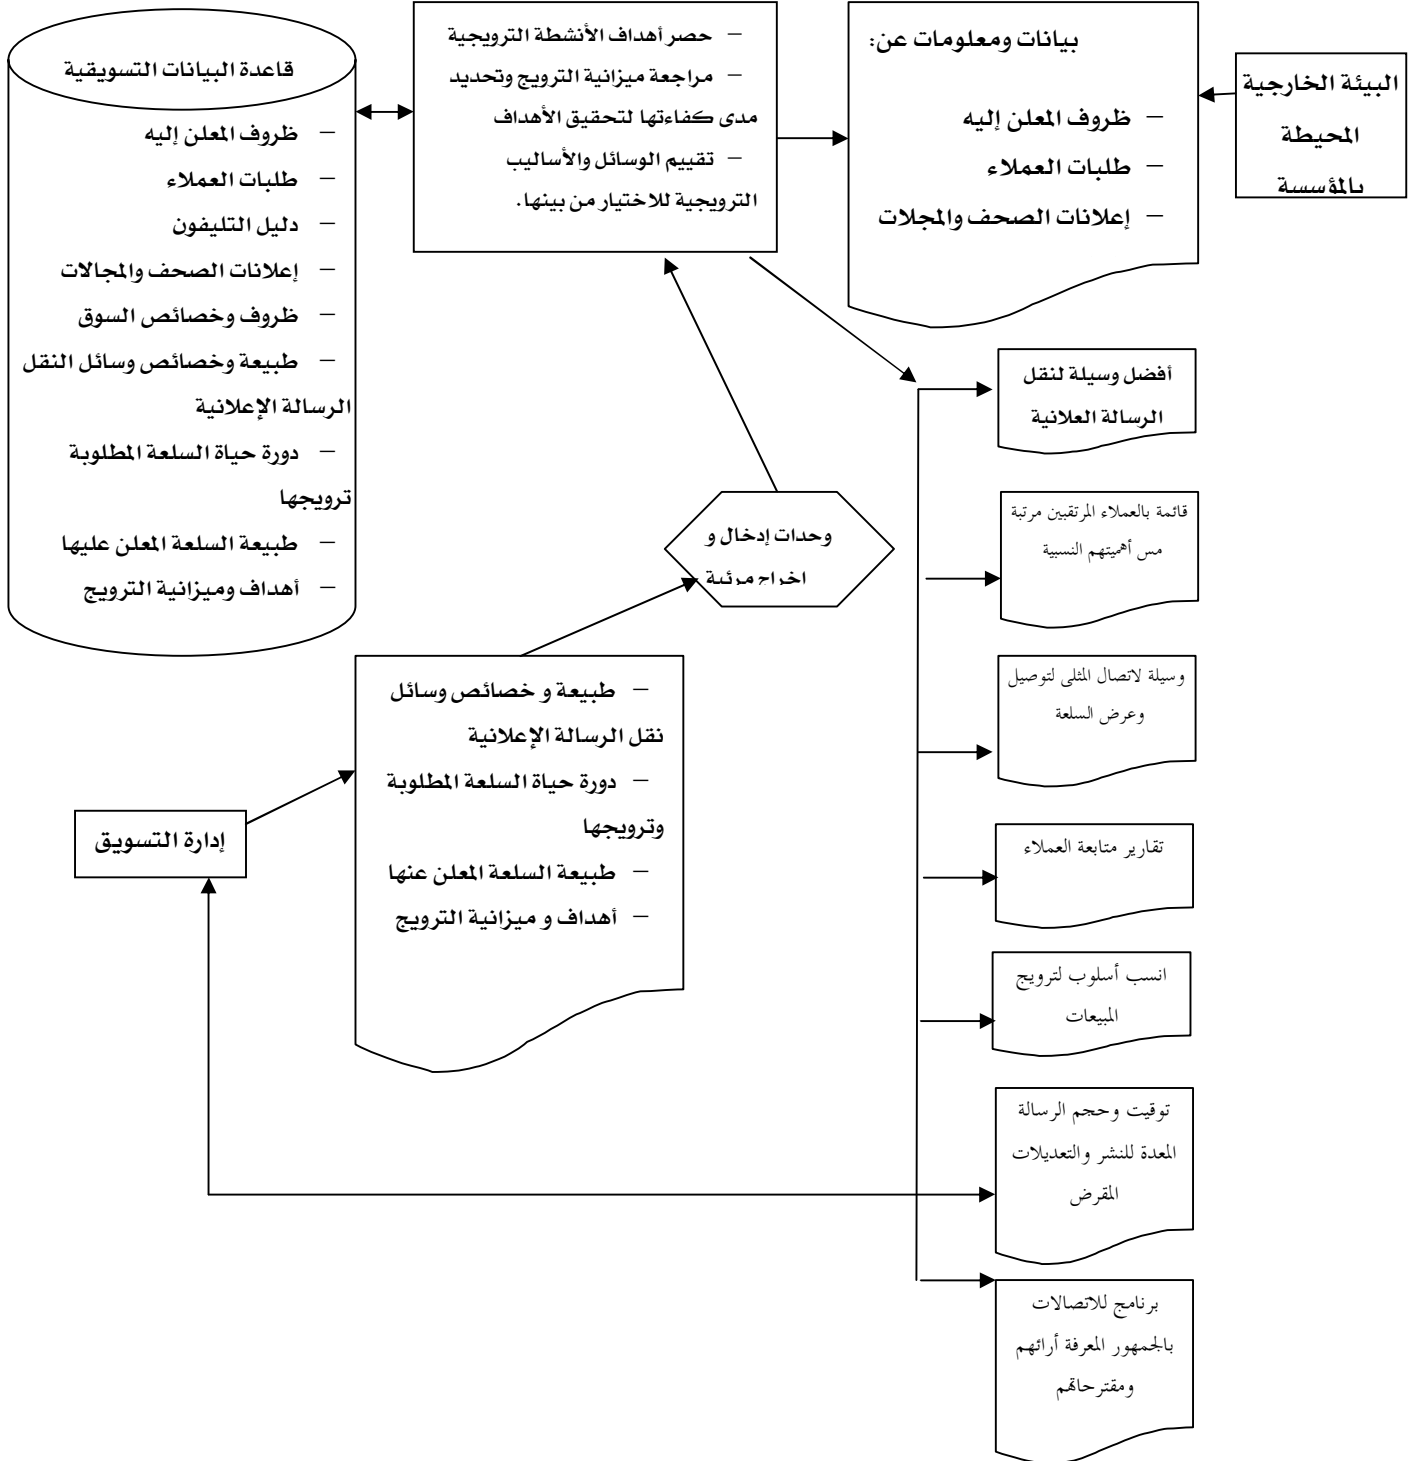 البيئة الخارجية
المحيطة
بالمؤسسة
بيانات ومعلومات عن:
– ظروف المعلن إليه
– طلبات العملاء
– إعلانات الصحف والمجلات
– حصر أهداف الأنشطة الترويجية
– مراجعة ميزانية الترويج وتحديد
مدى كفاءتها لتحقيق الأهداف
– تقييم الوسائل والأساليب
الترويجية للاختيار من بينها.
قاعدة البيانات التسويقية
– ظروف المعلن إليه
– طلبات العملاء
– دليل التليفون
– إعلانات الصحف والمجالات
– ظروف وخصائص السوق
– طبيعة وخصائص وسائل النقل
الرسالة الإعلانية
– دورة حياة السلعة المطلوبة
ترويجها
– طبيعة السلعة المعلن عليها
– أهداف وميزانية الترويج
أفضل وسيلة لنقل
الرسالة العلانية
قائمة بالعملاء المرتقبين مرتبة
مس أهميتهم النسبية
وسيلة لاتصال المثلى لتوصيل
وعرض السلعة
تقارير متابعة العملاء
انسب أسلوب لترويج
المبيعات
توقيت وحجم الرسالة
المعدة للنشر والتعديلات
المقرض
برنامج للاتصالات
بالجمهور المعرفة أرائهم
ومقترحاتهم
وحدات إدخال و
اخراج مرئية
– طبيعة و خصائص وسائل
نقل الرسالة الإعلانية
– دورة حياة السلعة المطلوبة
وترويجها
– طبيعة السلعة المعلن عنها
– أهداف و ميزانية الترويج
إدارة التسويق